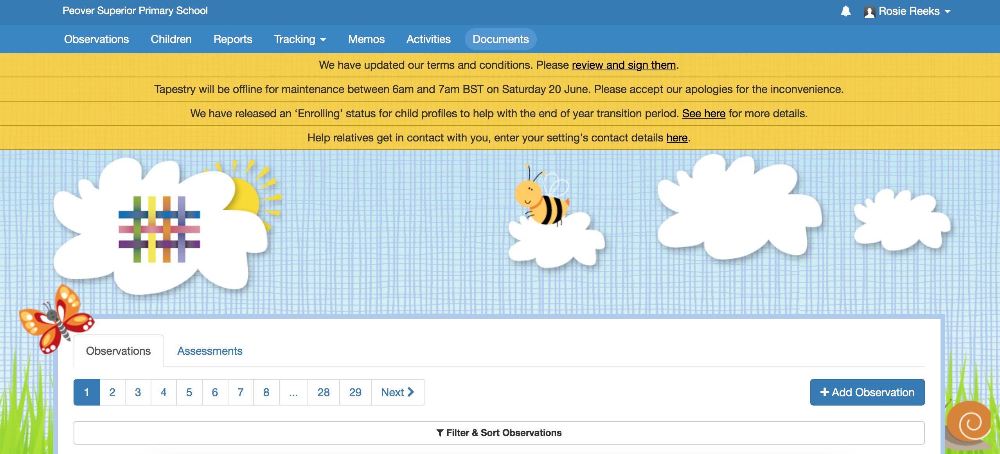 Peover Superior Primary School
Rosie Reeks
Observations Children Reports Tracking Memos Activities Documents
We have updated our terms and conditions. Please review and sign them.
Tapestry will be offline for maintenance between 6am and 7am BST on Saturday 20 June. Please accept our apologies for the inconvenience.
We have released an ‘Enrolling’ status for child profiles to help with the end of year transition period. See here for more details.
Help relatives get in contact with you, enter your setting's contact details here.
Observations Assessments
1 2 3 4 5 6 7 8 ... 28 29 Next
Add Observation
Filter & Sort Observations